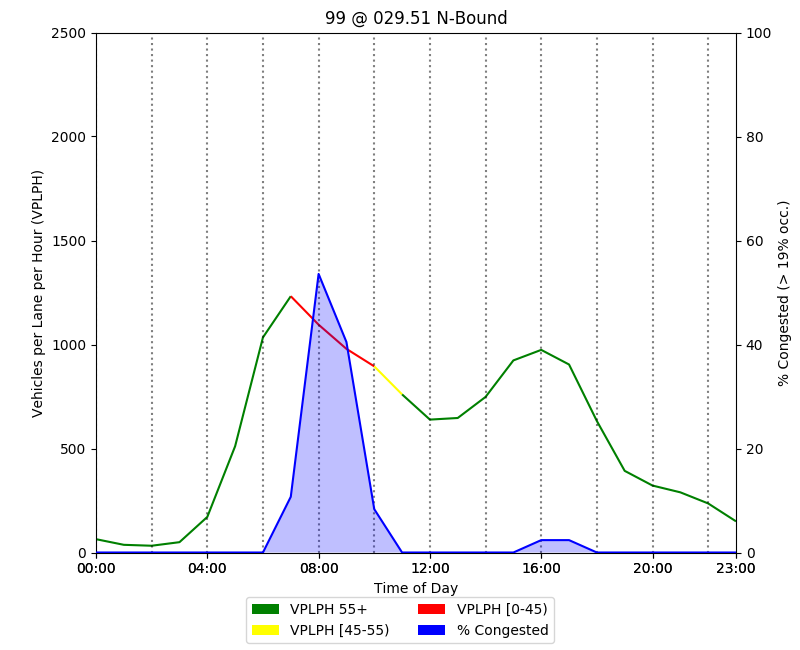 99 @ 029.51 N-Bound
2500
2000
1500
1000
500
0
Vehicles per Lane per Hour (VPLPH)
100
80
60
40
20
0
% Congested (> 19% occ.)
00:00 04:00 08:00 12:00 16:00 20:00 23:00
Time of Day
VPLPH 55+ VPLPH [0-45)
VPLPH [45-55) % Congested